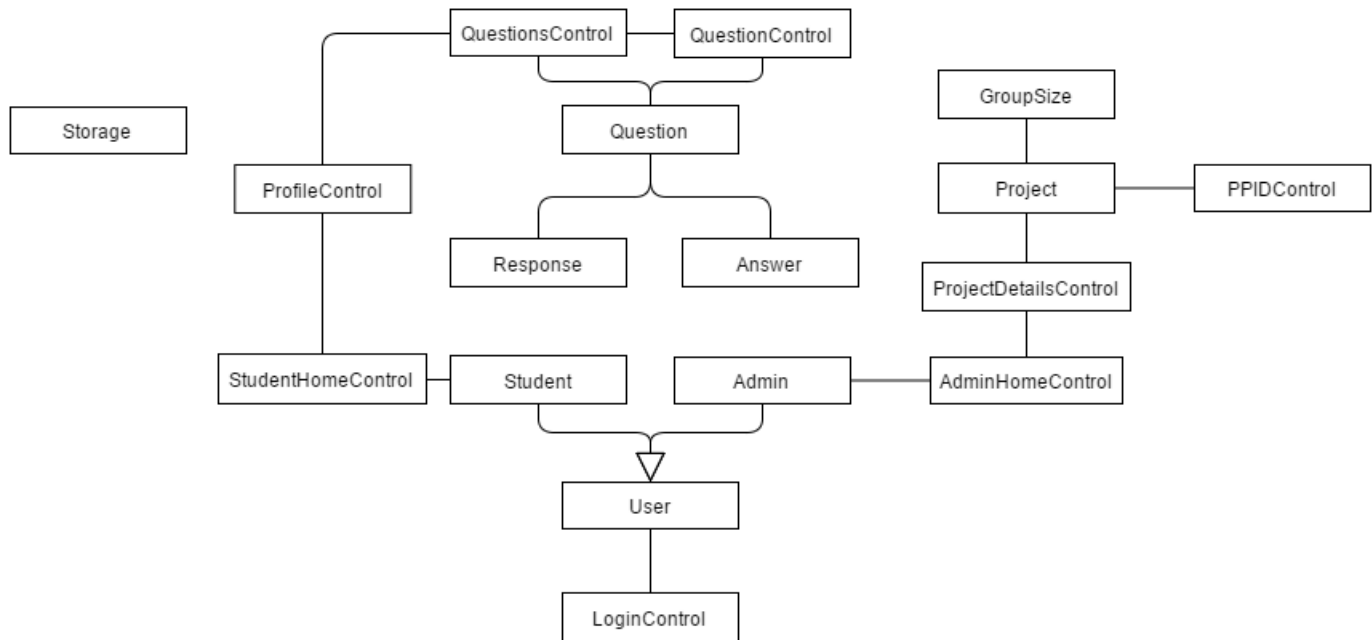 QuestionsControl
QuestionControl
GroupSize
Storage
Question
ProfileControl
Project
PPIDControl
Response
Answer
ProjectDetailsControl
StudentHomeControl
Student
Admin
AdminHomeControl
User
LoginControl